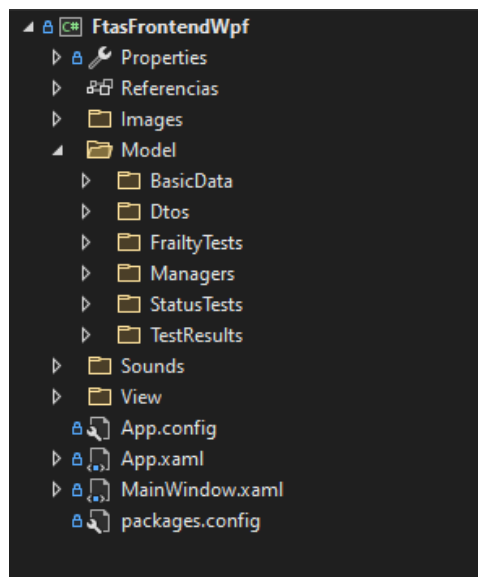 C# FtasFrontendWpf
Properties
Referencias
Images
Model
BasicData
Dtos
FrailtyTests
Managers
StatusTests
TestResults
Sounds
View
App.config
App.xaml
MainWindow.xaml
packages.config